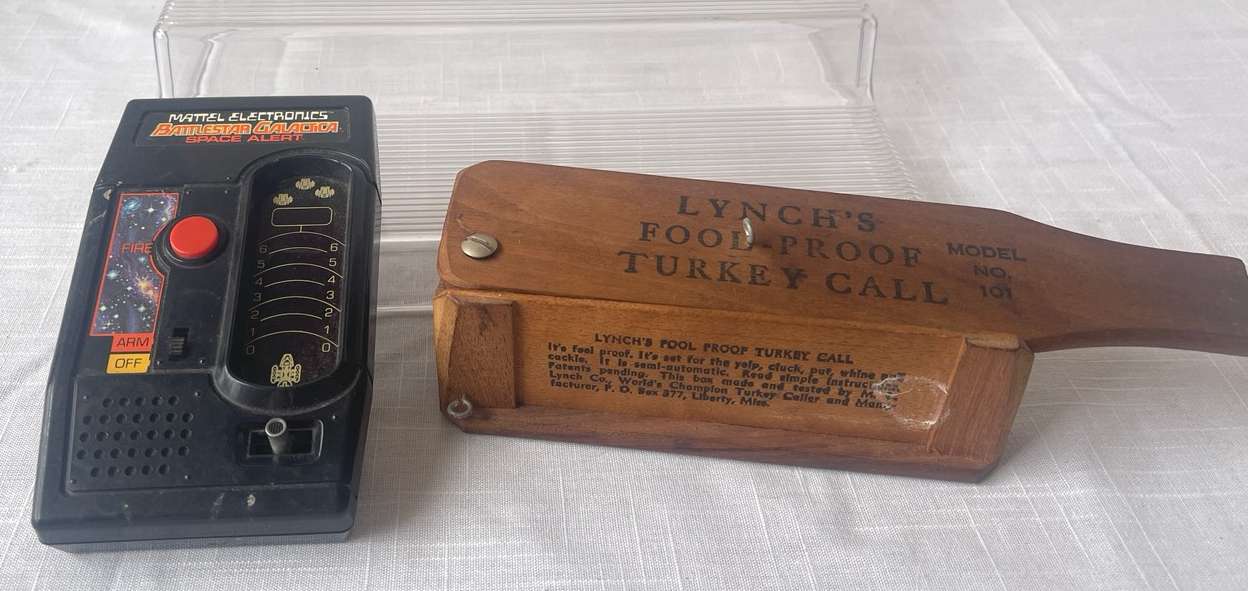 MATTEL ELECTRONICS™
BATTLESTAR GALACTICA
SPACE ALERT
FIRE
6 6
5 5
4 4
3 3
2 2
1 1
0 0
ARM
OFF
LYNCH'S
FOOL PROOF
TURKEY CALL
MODEL
NO.
101
LYNCH'S FOOL PROOF TURKEY CALL
It's fool proof. It's set for the yelp, cluck, put, whine and
cackle. It is semi-automatic. Read simple instruc
Patents pending. This box made and tested by M.
Lynch Co., World's Champion Turkey Caller and Man
facturer, P. O. Box 377, Liberty, Miss.